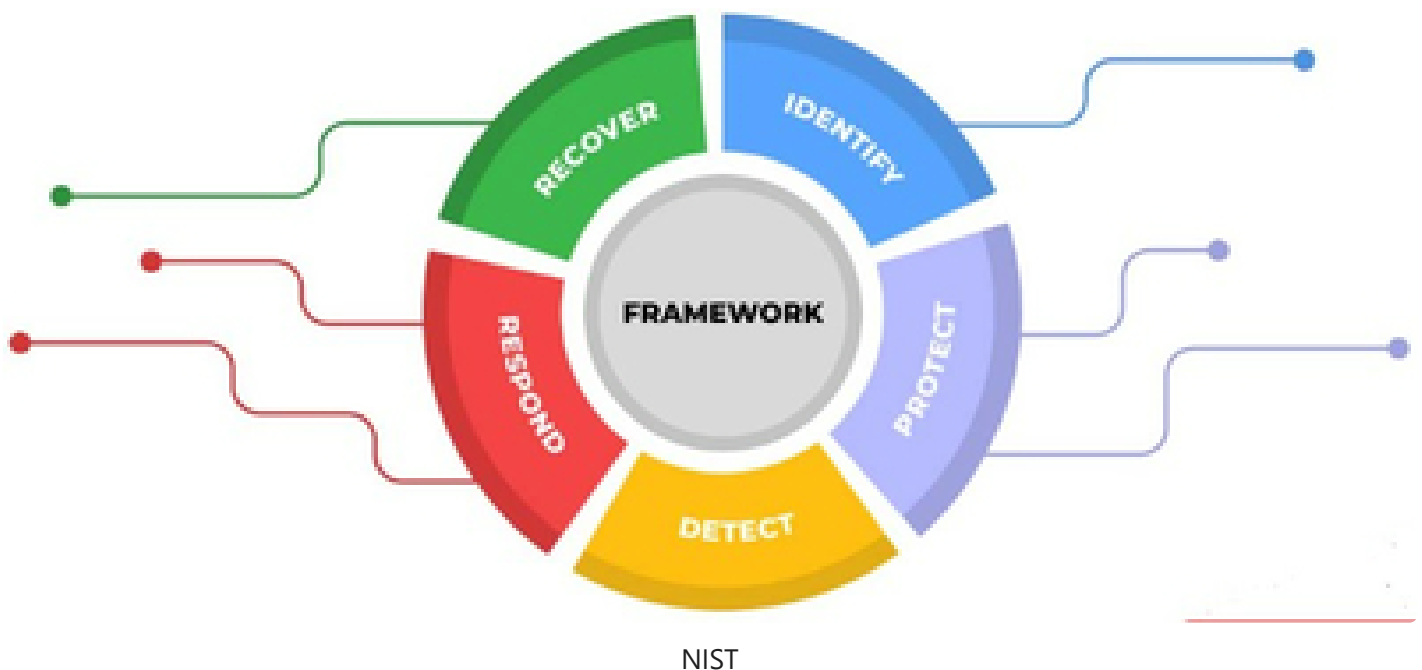 RECOVER
IDENTIFY
FRAMEWORK
RESPOND
PROTECT
DETECT
NIST